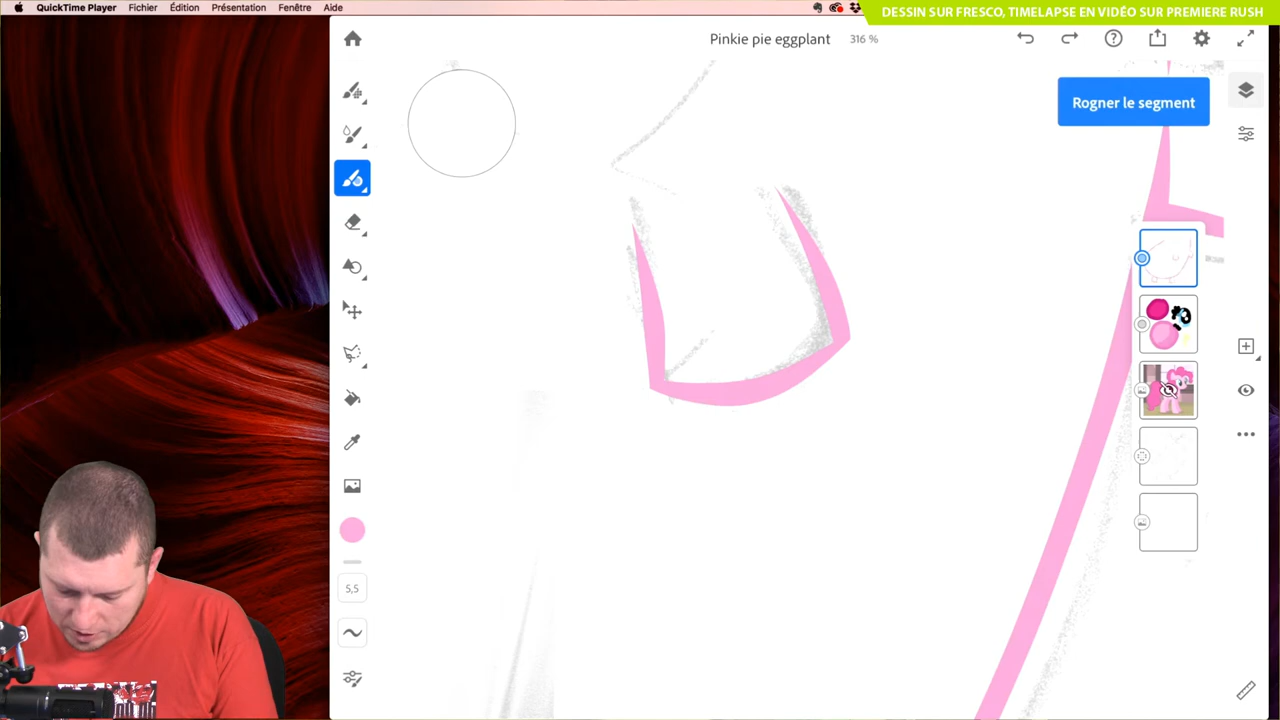 QuickTime Player Fichier Édition Présentation Fenêtre Aide
DESSIN SUR FRESCO, TIMELAPSE EN VIDÉO SUR PREMIERE RUSH
Pinkie pie eggplant 316 %
Rogner le segment
5,5